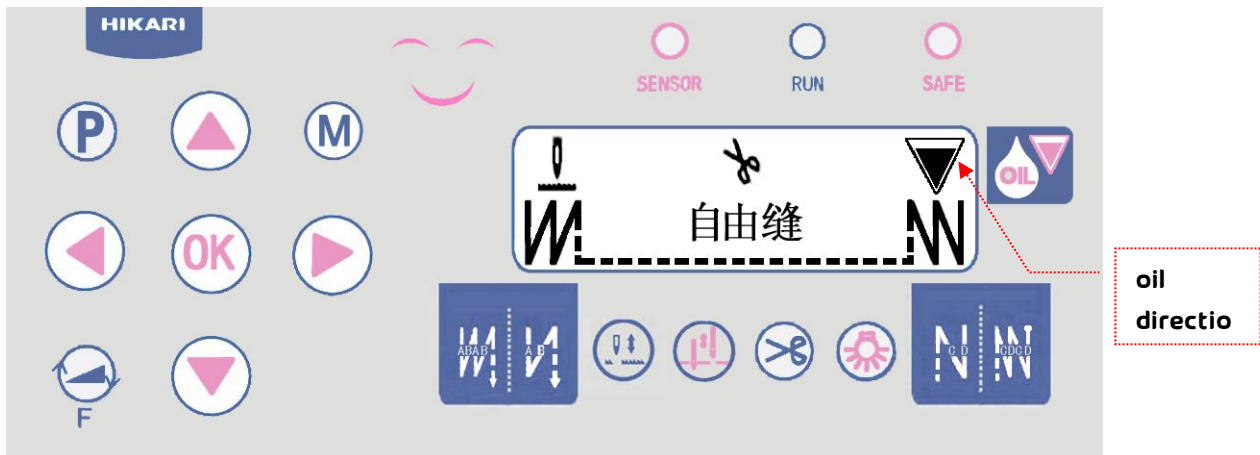 HIKARI
SENSOR
RUN
SAFE
P
M
OIL
自由缝
OK
oil
directio
ABAB
A B
C D
CDCD
F